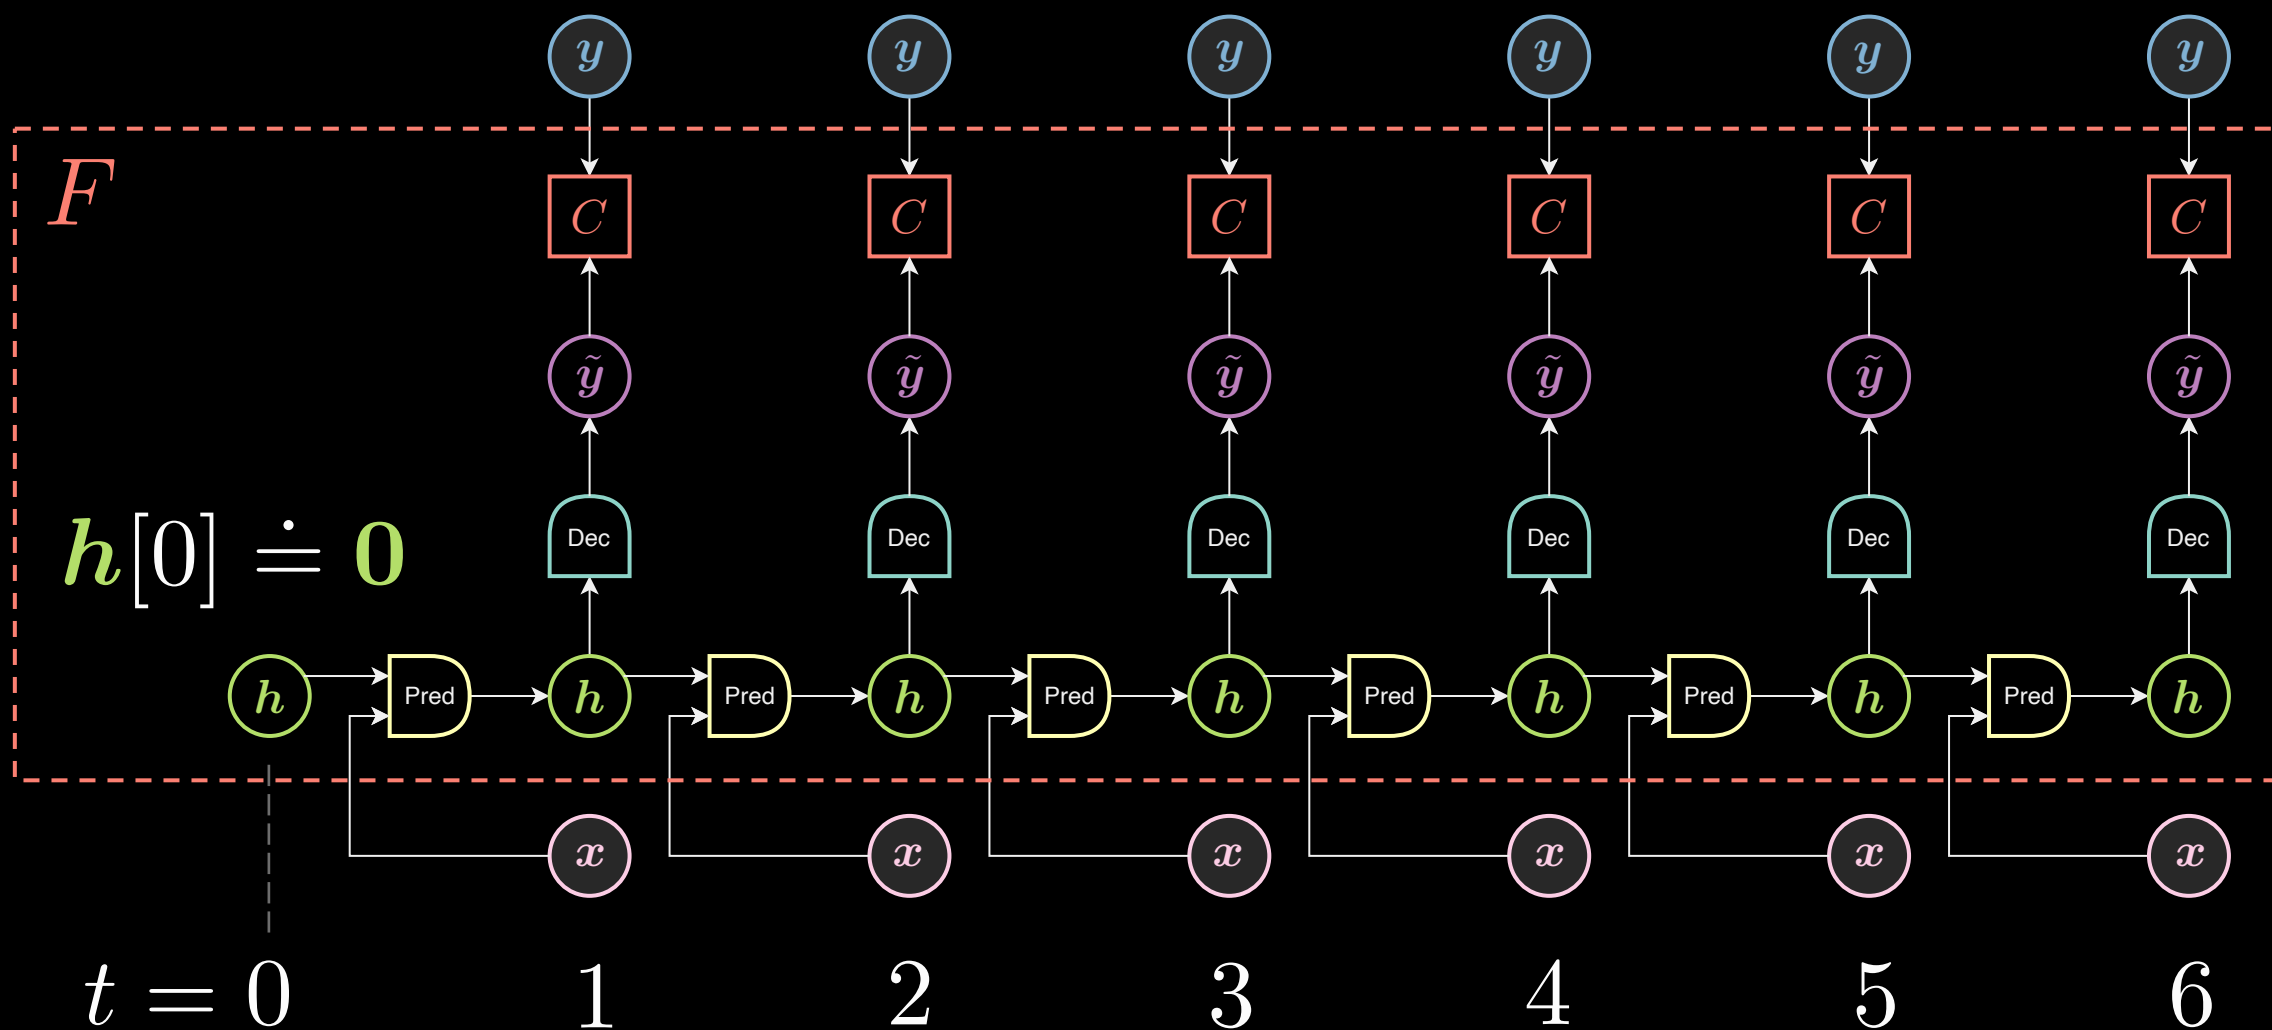 y y y y y y
F
C C C C C C
ỹ ỹ ỹ ỹ ỹ ỹ
Dec Dec Dec Dec Dec Dec
h[0] ≐ 0
h Pred h Pred h Pred h Pred h Pred h Pred h
x x x x x x
t = 0 1 2 3 4 5 6